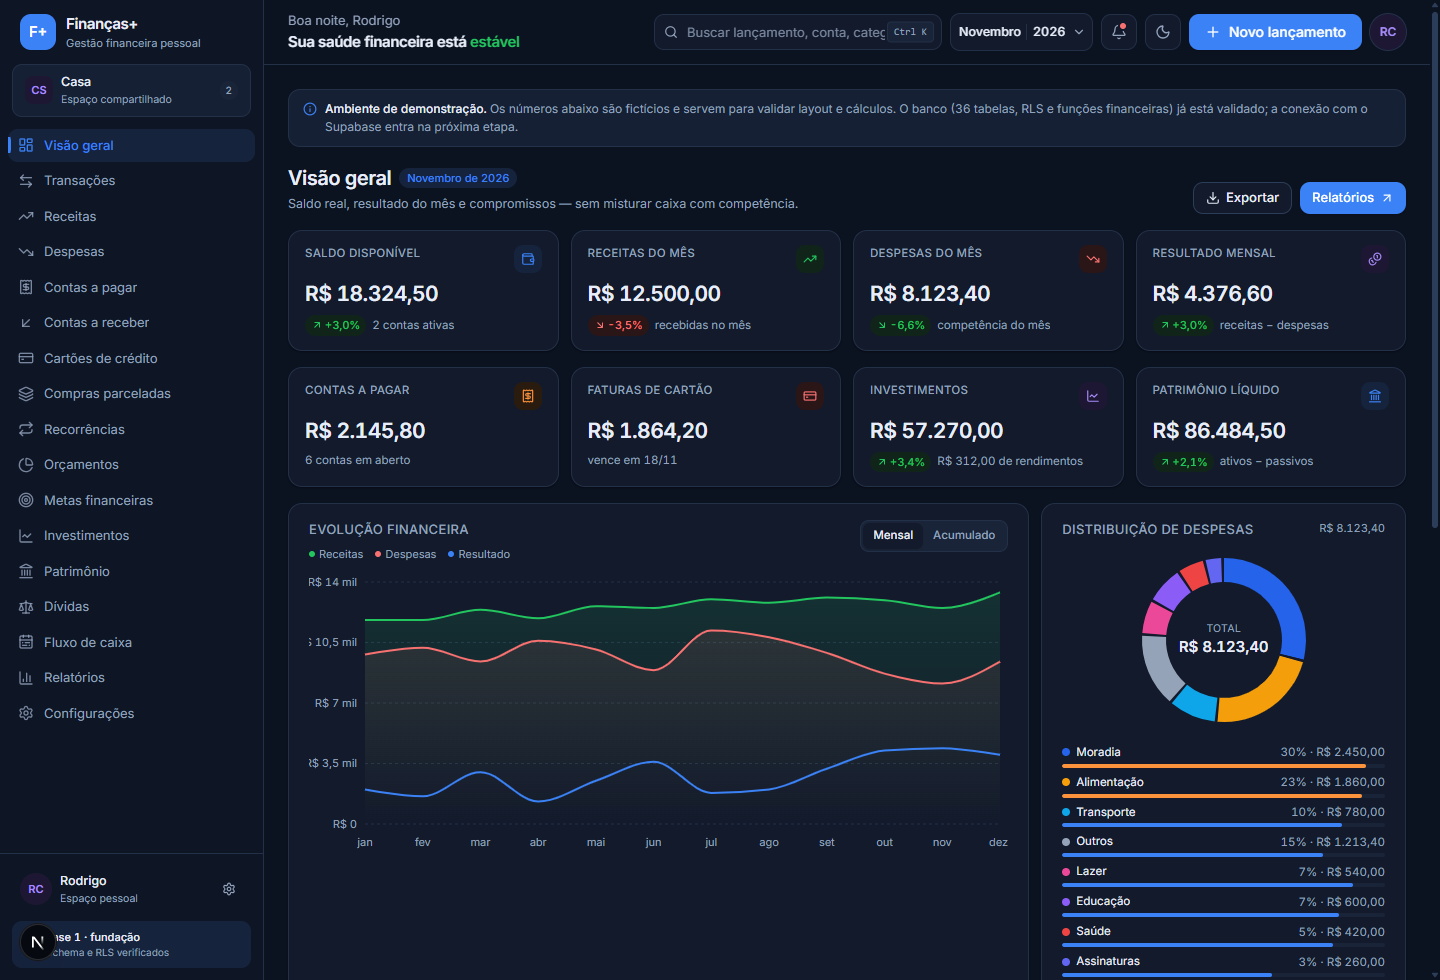 F+
Finanças+
Gestão financeira pessoal
CS
Casa
Espaço compartilhado
2
Visão geral
Transações
Receitas
Despesas
Contas a pagar
Contas a receber
Cartões de crédito
Compras parceladas
Recorrências
Orçamentos
Metas financeiras
Investimentos
Patrimônio
Dívidas
Fluxo de caixa
Relatórios
Configurações
RC
Rodrigo
Espaço pessoal
N
1 · fundação
e RLS verificados
Boa noite, Rodrigo
Sua saúde financeira está estável
Buscar lançamento, conta, categ
Ctrl K
Novembro 2026
Novo lançamento
RC
Ambiente de demonstração. Os números abaixo são fictícios e servem para validar layout e cálculos. O banco (36 tabelas, RLS e funções financeiras) já está validado; a conexão com o
Supabase entra na próxima etapa.
Visão geral
Novembro de 2026
Saldo real, resultado do mês e compromissos — sem misturar caixa com competência.
Exportar
Relatórios
SALDO DISPONÍVEL
R$ 18.324,50
+3,0% 2 contas ativas
RECEITAS DO MÊS
R$ 12.500,00
-3,5% recebidas no mês
DESPESAS DO MÊS
R$ 8.123,40
-6,6% competência do mês
RESULTADO MENSAL
R$ 4.376,60
+3,0% receitas − despesas
CONTAS A PAGAR
R$ 2.145,80
6 contas em aberto
FATURAS DE CARTÃO
R$ 1.864,20
vence em 18/11
INVESTIMENTOS
R$ 57.270,00
+3,4% R$ 312,00 de rendimentos
PATRIMÔNIO LÍQUIDO
R$ 86.484,50
+2,1% ativos − passivos
EVOLUÇÃO FINANCEIRA
Mensal Acumulado
Receitas Despesas Resultado
R$ 14 mil
10,5 mil
R$ 7 mil
R$ 3,5 mil
R$ 0
jan fev mar abr mai jun jul ago set out nov dez
DISTRIBUIÇÃO DE DESPESAS
R$ 8.123,40
TOTAL
R$ 8.123,40
Moradia 30% · R$ 2.450,00
Alimentação 23% · R$ 1.860,00
Transporte 10% · R$ 780,00
Outros 15% · R$ 1.213,40
Lazer 7% · R$ 540,00
Educação 7% · R$ 600,00
Saúde 5% · R$ 420,00
Assinaturas 3% · R$ 260,00